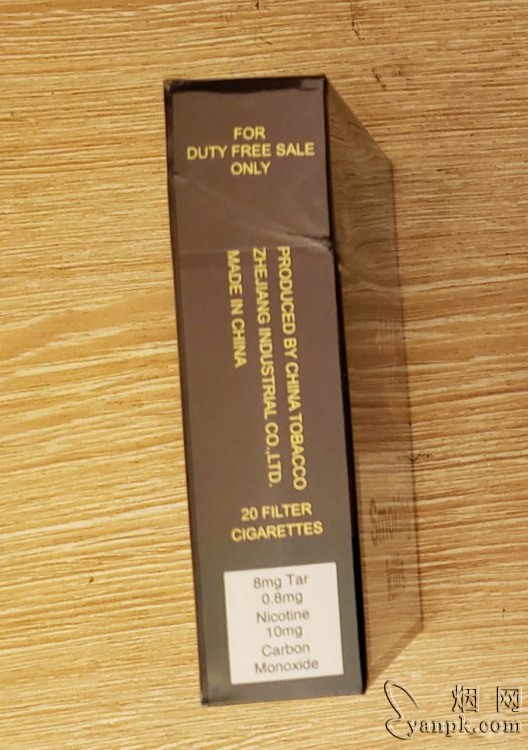 FOR
DUTY FREE SALE
ONLY
PRODUCED BY CHINA TOBACCO
ZHEJIANG INDUSTRIAL CO.,LTD.
MADE IN CHINA
20 FILTER
CIGARETTES
8mg Tar
0.8mg
Nicotine
10mg
Carbon
Monoxide
烟网
yanpk.com